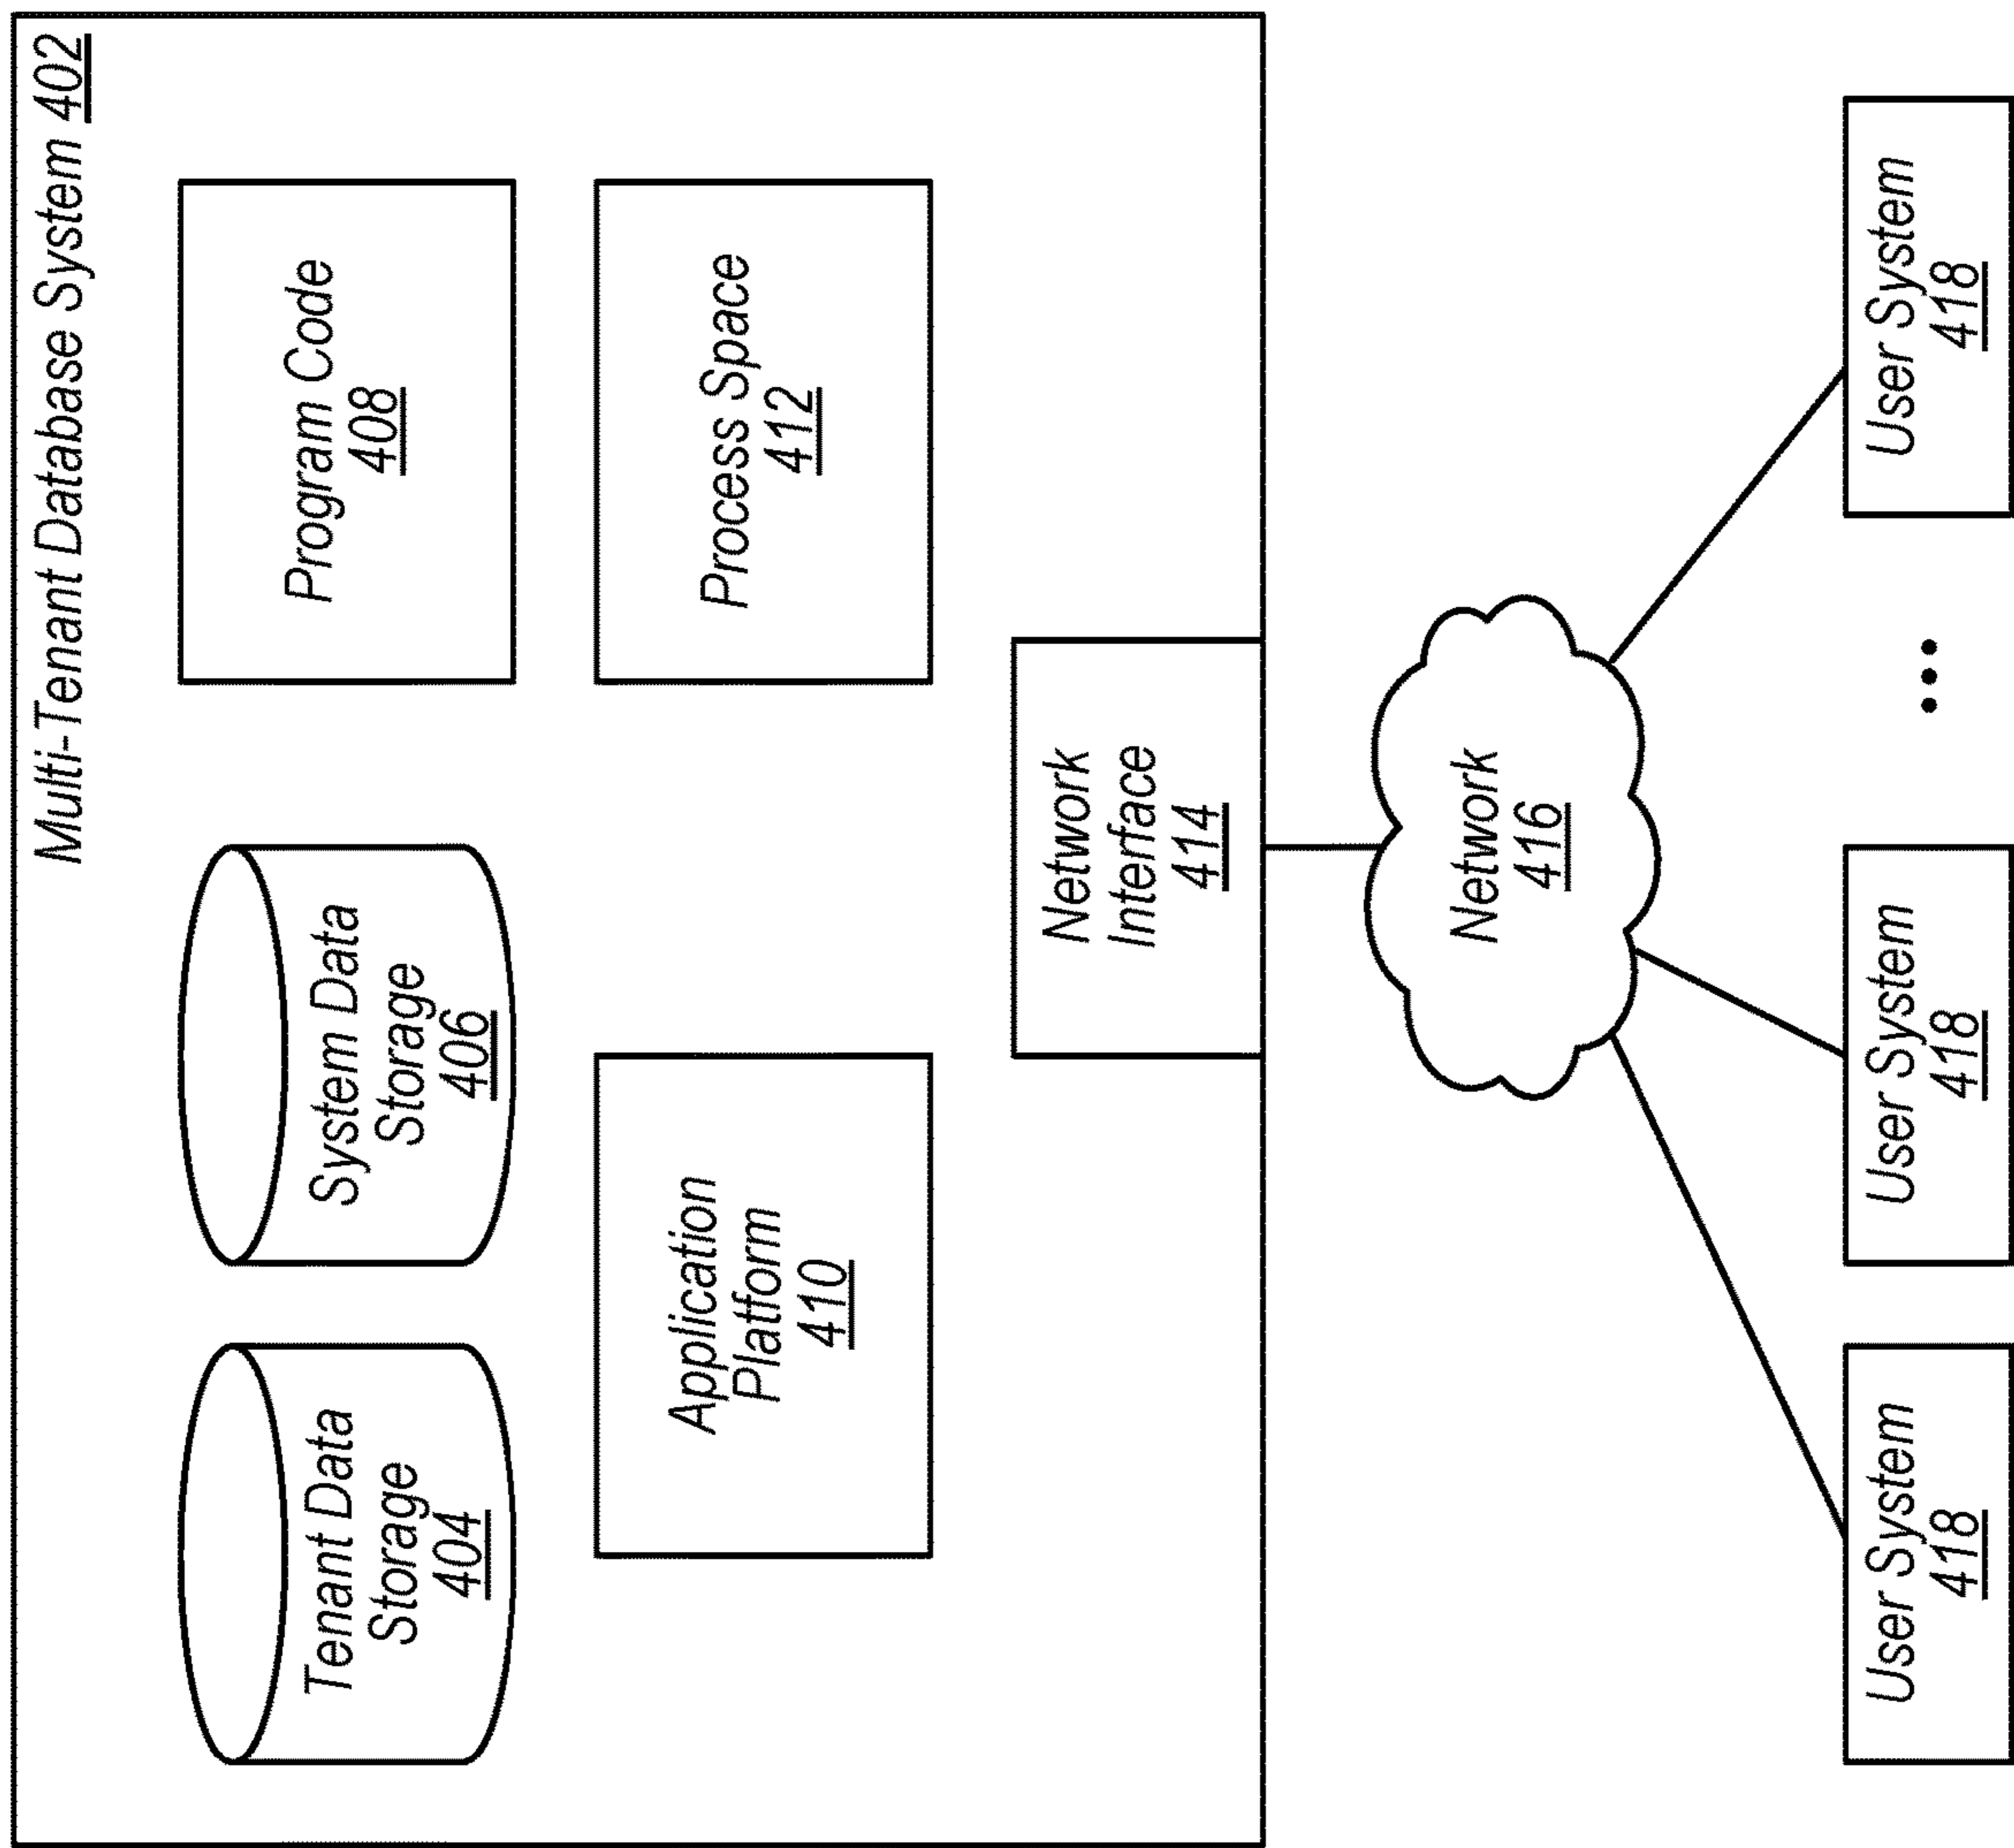 Multi-Tenant Database System 402
Tenant Data
Storage
404
System Data
Storage
406
Program Code
408
Application
Platform
410
Process Space
412
Network
Interface
414
Network
416
User System
418
User System
418
...
User System
418